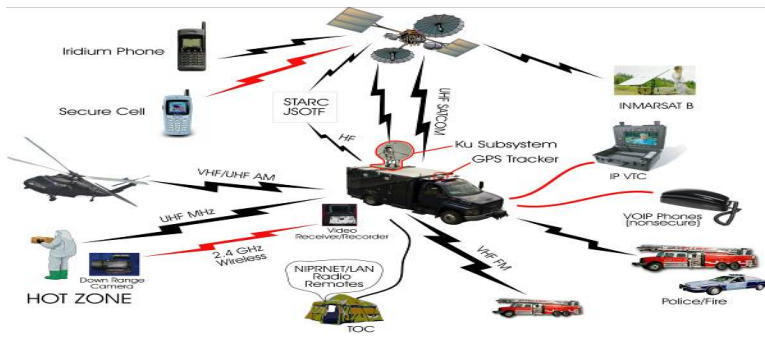 Iridium Phone
Secure Cell
STARC
JSOTF
HF
UHF SATCOM
INMARSAT B
Ku Subsystem
GPS Tracker
IP VTC
VHF/UHF AM
UHF MHz
Video
Receiver/Recorder
VOIP Phones
(nonsecure)
2.4 GHz
Wireless
Down Range
Camera
HOT ZONE
NIPRNET/LAN
Radio
Remotes
TOC
VHF FM
Police/Fire